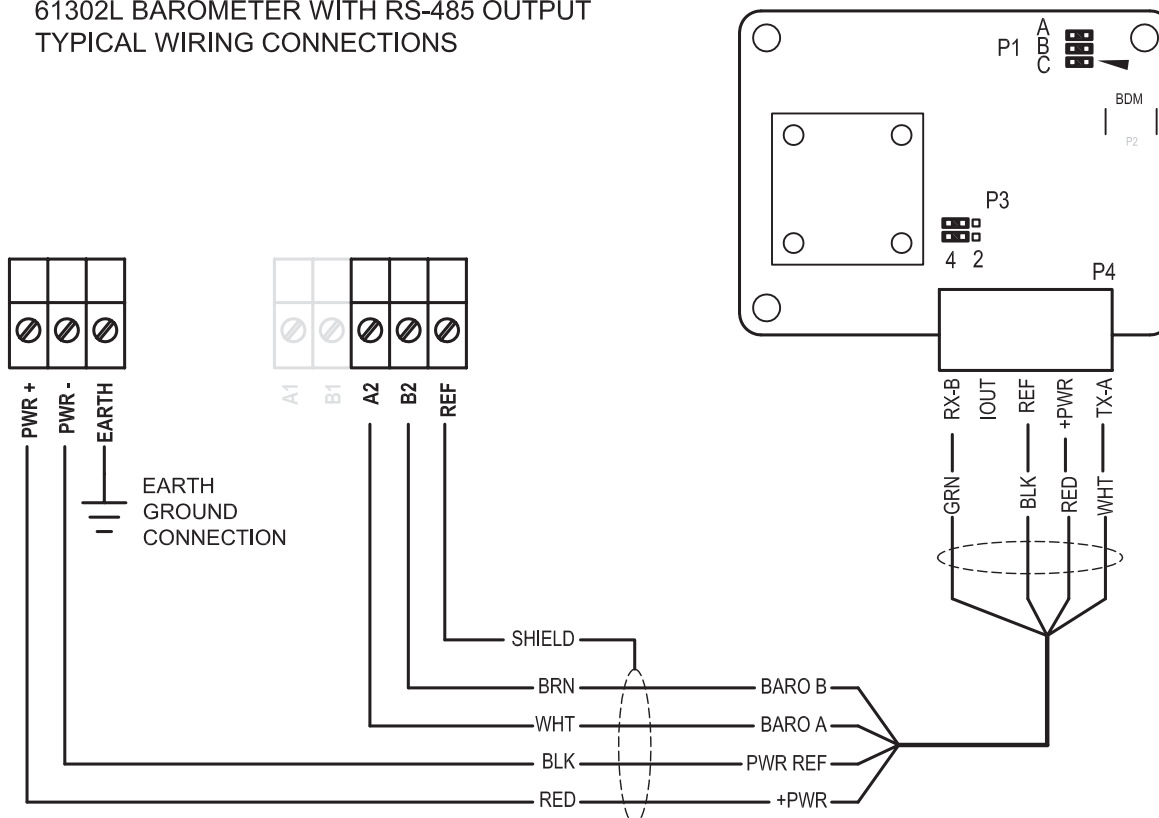 61302L BAROMETER WITH RS-485 OUTPUT
TYPICAL WIRING CONNECTIONS
P1
A
B
C
BDM
P2
P3
4 2
P4
RX-B
IOUT
REF
+PWR
TX-A
GRN
BLK
RED
WHT
PWR +
PWR -
EARTH
A1
B1
A2
B2
REF
EARTH
GROUND
CONNECTION
SHIELD
BRN
BARO B
WHT
BARO A
BLK
PWR REF
RED
+PWR